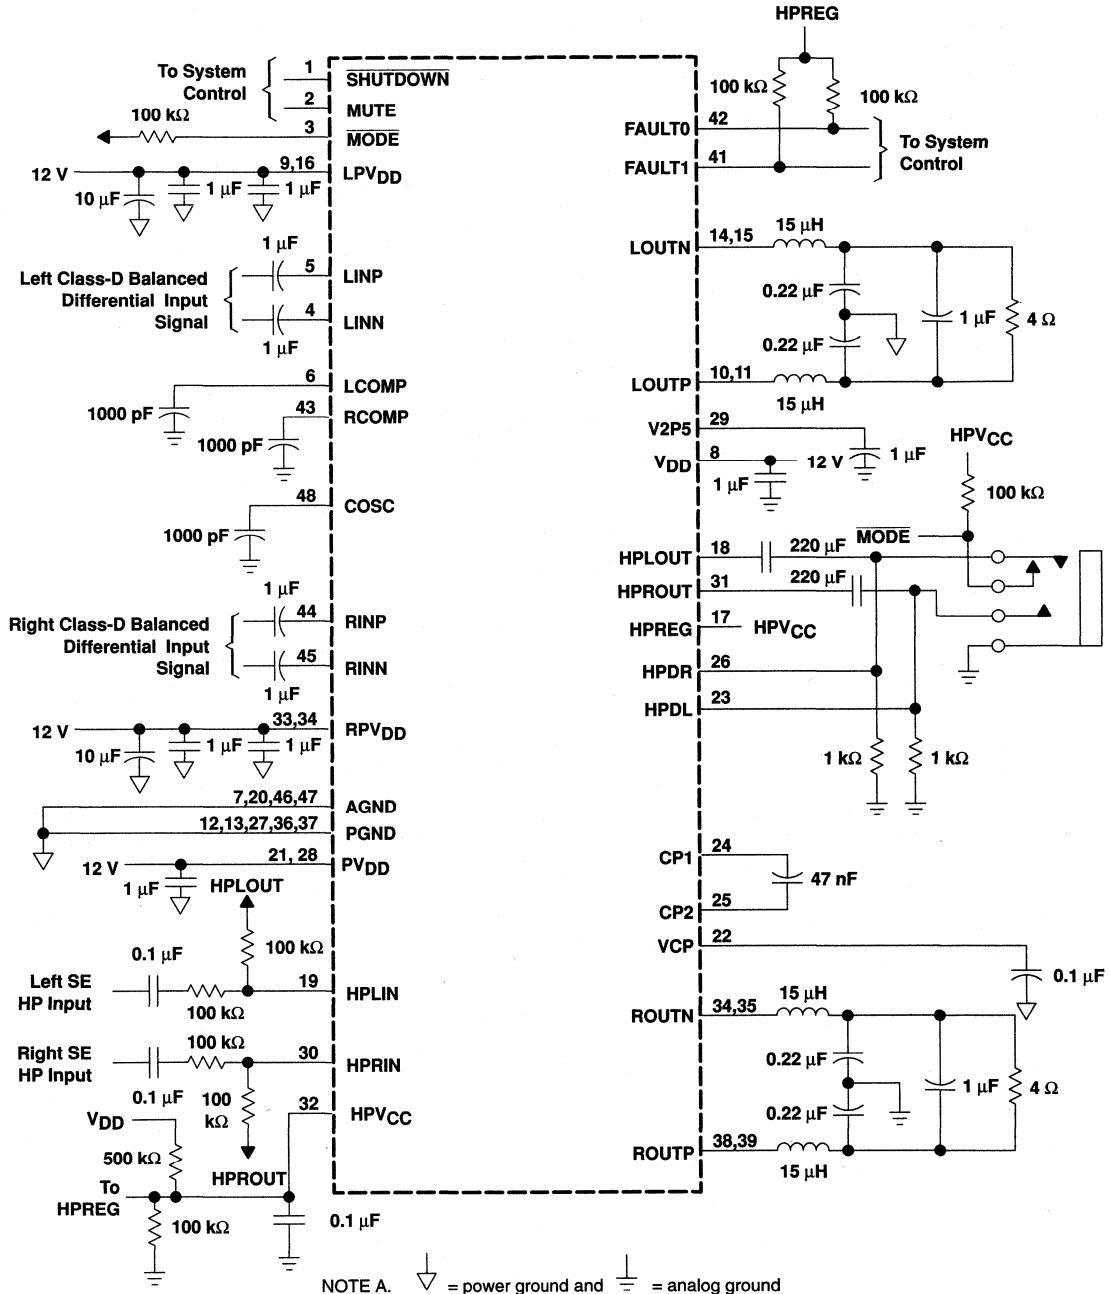 HPREG
To System
Control
1
SHUTDOWN
2
MUTE
100 kΩ
3
MODE
12 V
9,16
LPVDD
10 µF
1 µF
1 µF
1 µF
Left Class-D Balanced
Differential Input
Signal
5
LINP
4
LINN
1 µF
6
LCOMP
1000 pF
43
RCOMP
1000 pF
48
COSC
1000 pF
1 µF
Right Class-D Balanced
Differential Input
Signal
44
RINP
45
RINN
1 µF
12 V
33,34
RPVDD
10 µF
1 µF
1 µF
7,20,46,47
AGND
12,13,27,36,37
PGND
12 V
21, 28
PVDD
1 µF
HPLOUT
100 kΩ
0.1 µF
Left SE
HP Input
19
HPLIN
100 kΩ
100 kΩ
Right SE
HP Input
30
HPRIN
0.1 µF
100
kΩ
32
HPVCC
VDD
500 kΩ
HPROUT
To
HPREG
100 kΩ
0.1 µF
100 kΩ
100 kΩ
FAULT0
42
FAULT1
41
To System
Control
15 µH
LOUTN
14,15
0.22 µF
0.22 µF
1 µF
4 Ω
LOUTP
10,11
15 µH
V2P5
29
1 µF
VDD
8
12 V
1 µF
HPVCC
100 kΩ
MODE
HPLOUT
18
220 µF
HPROUT
31
220 µF
HPREG
17
HPVCC
HPDR
26
HPDL
23
1 kΩ
1 kΩ
CP1
24
47 nF
CP2
25
VCP
22
0.1 µF
15 µH
ROUTN
34,35
0.22 µF
0.22 µF
1 µF
4 Ω
ROUTP
38,39
15 µH
NOTE A. = power ground and = analog ground